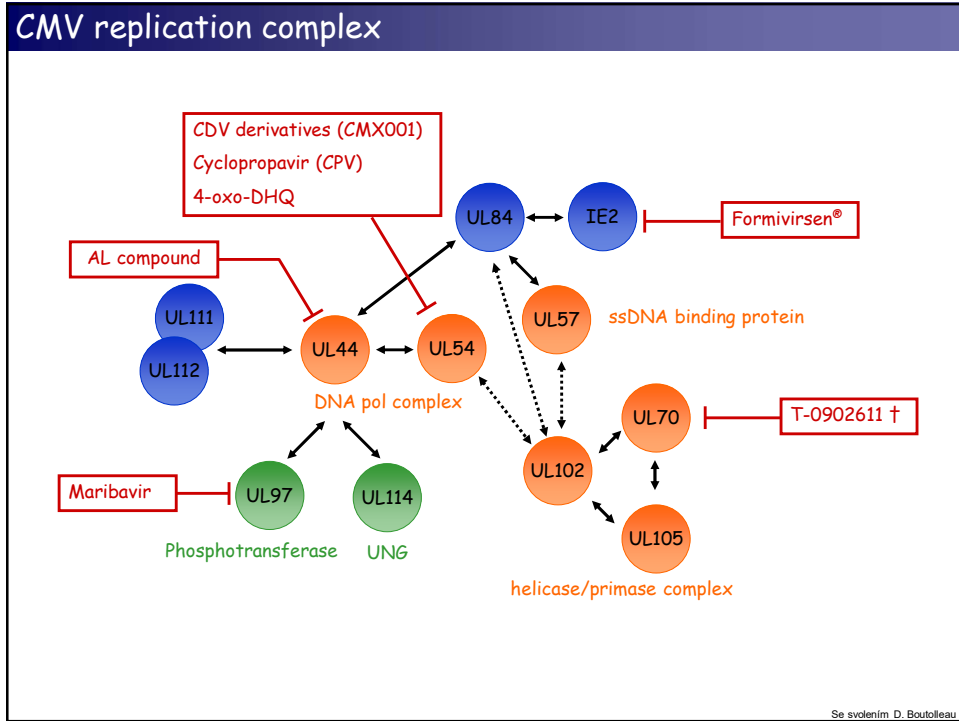 CMV replication complex
CDV derivatives (CMX001)
Cyclopropavir (CPV)
4-oxo-DHQ
UL84
IE2
Formivirsen®
AL compound
UL111
UL112
UL44
UL54
UL57
ssDNA binding protein
DNA pol complex
UL70
T-0902611 †
UL102
Maribavir
UL97
UL114
UL105
Phosphotransferase
UNG
helicase/primase complex
Se svolením D. Boutolleau